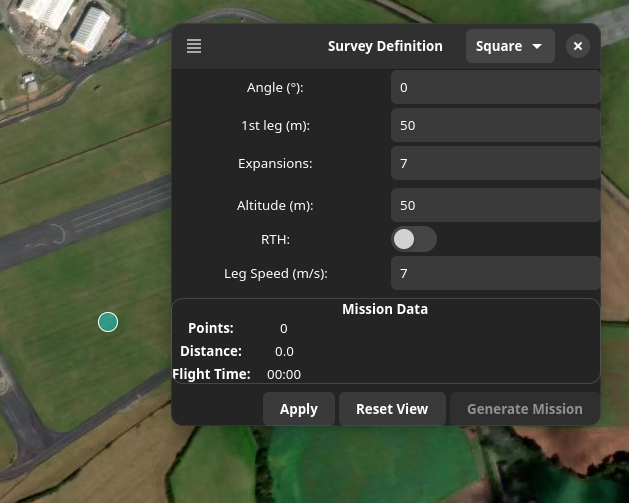 Survey Definition Square
Angle (°): 0
1st leg (m): 50
Expansions: 7
Altitude (m): 50
RTH:
Leg Speed (m/s): 7
Mission Data
Points: 0
Distance: 0.0
Flight Time: 00:00
Apply Reset View Generate Mission